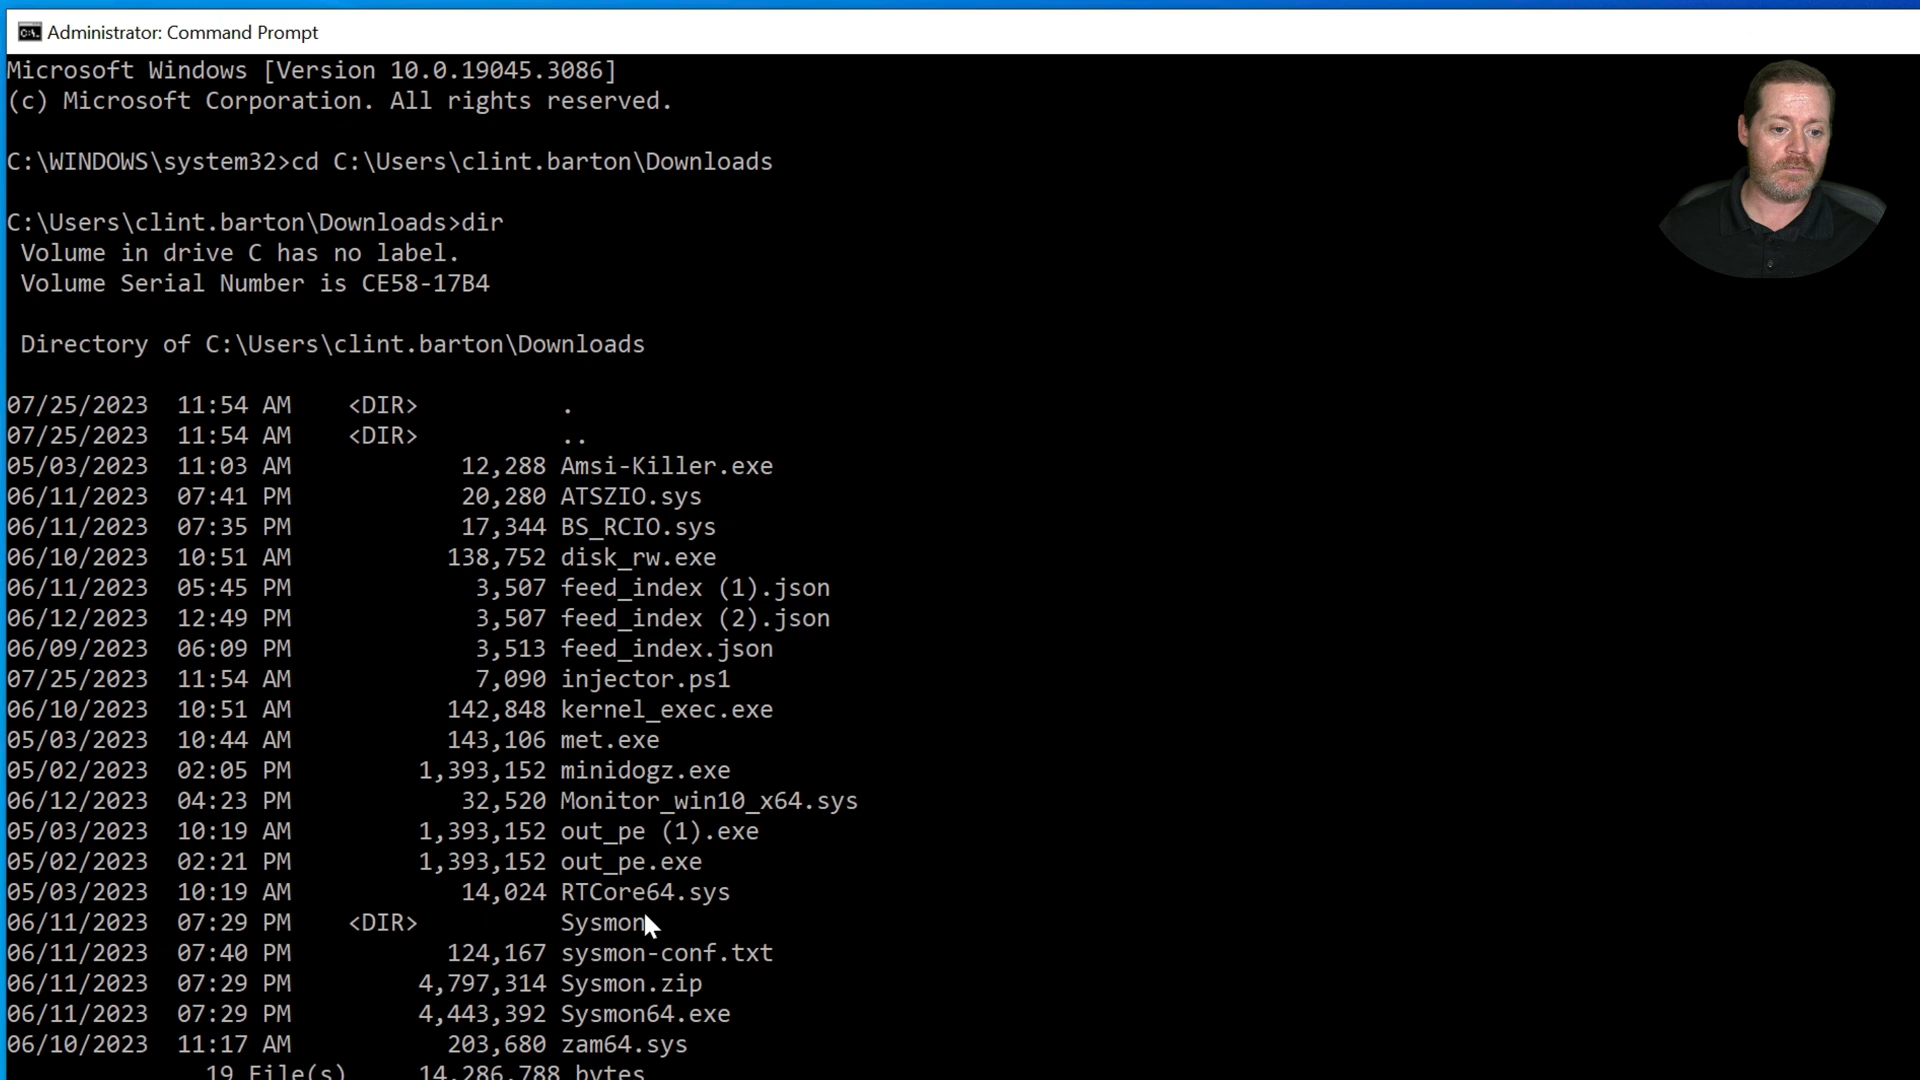 Administrator: Command Prompt
Microsoft Windows [Version 10.0.19045.3086]
(c) Microsoft Corporation. All rights reserved.
C:\WINDOWS\system32>cd C:\Users\clint.barton\Downloads
C:\Users\clint.barton\Downloads>dir
Volume in drive C has no label.
Volume Serial Number is CE58-17B4
Directory of C:\Users\clint.barton\Downloads
07/25/2023 11:54 AM <DIR> .
07/25/2023 11:54 AM <DIR> ..
05/03/2023 11:03 AM 12,288 Amsi-Killer.exe
06/11/2023 07:41 PM 20,280 ATSZIO.sys
06/11/2023 07:35 PM 17,344 BS_RCIO.sys
06/10/2023 10:51 AM 138,752 disk_rw.exe
06/11/2023 05:45 PM 3,507 feed_index (1).json
06/12/2023 12:49 PM 3,507 feed_index (2).json
06/09/2023 06:09 PM 3,513 feed_index.json
07/25/2023 11:54 AM 7,090 injector.ps1
06/10/2023 10:51 AM 142,848 kernel_exec.exe
05/03/2023 10:44 AM 143,106 met.exe
05/02/2023 02:05 PM 1,393,152 minidogz.exe
06/12/2023 04:23 PM 32,520 Monitor_win10_x64.sys
05/03/2023 10:19 AM 1,393,152 out_pe (1).exe
05/02/2023 02:21 PM 1,393,152 out_pe.exe
05/03/2023 10:19 AM 14,024 RTCore64.sys
06/11/2023 07:29 PM <DIR> Sysmon
06/11/2023 07:40 PM 124,167 sysmon-conf.txt
06/11/2023 07:29 PM 4,797,314 Sysmon.zip
06/11/2023 07:29 PM 4,443,392 Sysmon64.exe
06/10/2023 11:17 AM 203,680 zam64.sys
19 File(s) 14,286,788 bytes